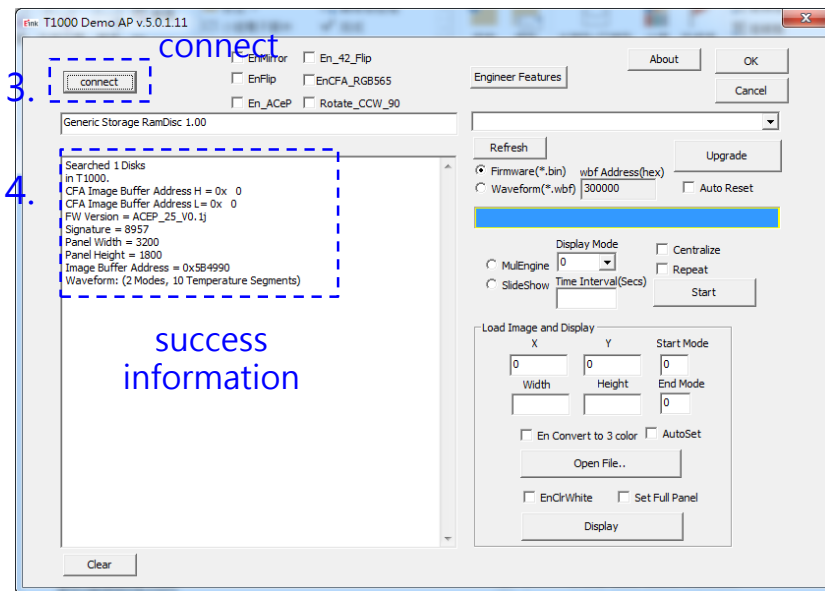 Eink T1000 Demo AP v.5.0.1.11
x
connect
EnMirror
En_42_Flip
About
OK
3.
connect
EnFlip
EnCFA_RGB565
Engineer Features
Cancel
En_ACeP
Rotate_CCW_90
Generic Storage RamDisc 1.00
Refresh
Upgrade
4.
Searched 1 Disks
in T1000.
CFA Image Buffer Address H = 0x 0
CFA Image Buffer Address L= 0x 0
FW Version = ACEP_25_V0.1j
Signature = 8957
Panel Width = 3200
Panel Height = 1800
Image Buffer Address = 0x5B4990
Waveform: (2 Modes, 10 Temperature Segments)
success
information
Firmware(*.bin)
wbf Address(hex)
Waveform(*.wbf)
300000
Auto Reset
Display Mode
MulEngine
0
Centralize
Repeat
SlideShow
Time Interval(Secs)
Start
Load Image and Display
X
Y
Start Mode
0
0
0
Width
Height
End Mode
0
En Convert to 3 color
AutoSet
Open File..
EnClrWhite
Set Full Panel
Display
Clear